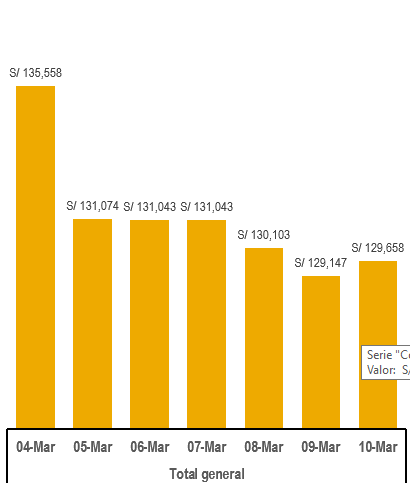 S/ 135,558
S/ 131,074 S/ 131,043 S/ 131,043
S/ 130,103
S/ 129,147
S/ 129,658
Serie "C
Valor: S/
04-Mar 05-Mar 06-Mar 07-Mar 08-Mar 09-Mar 10-Mar
Total general